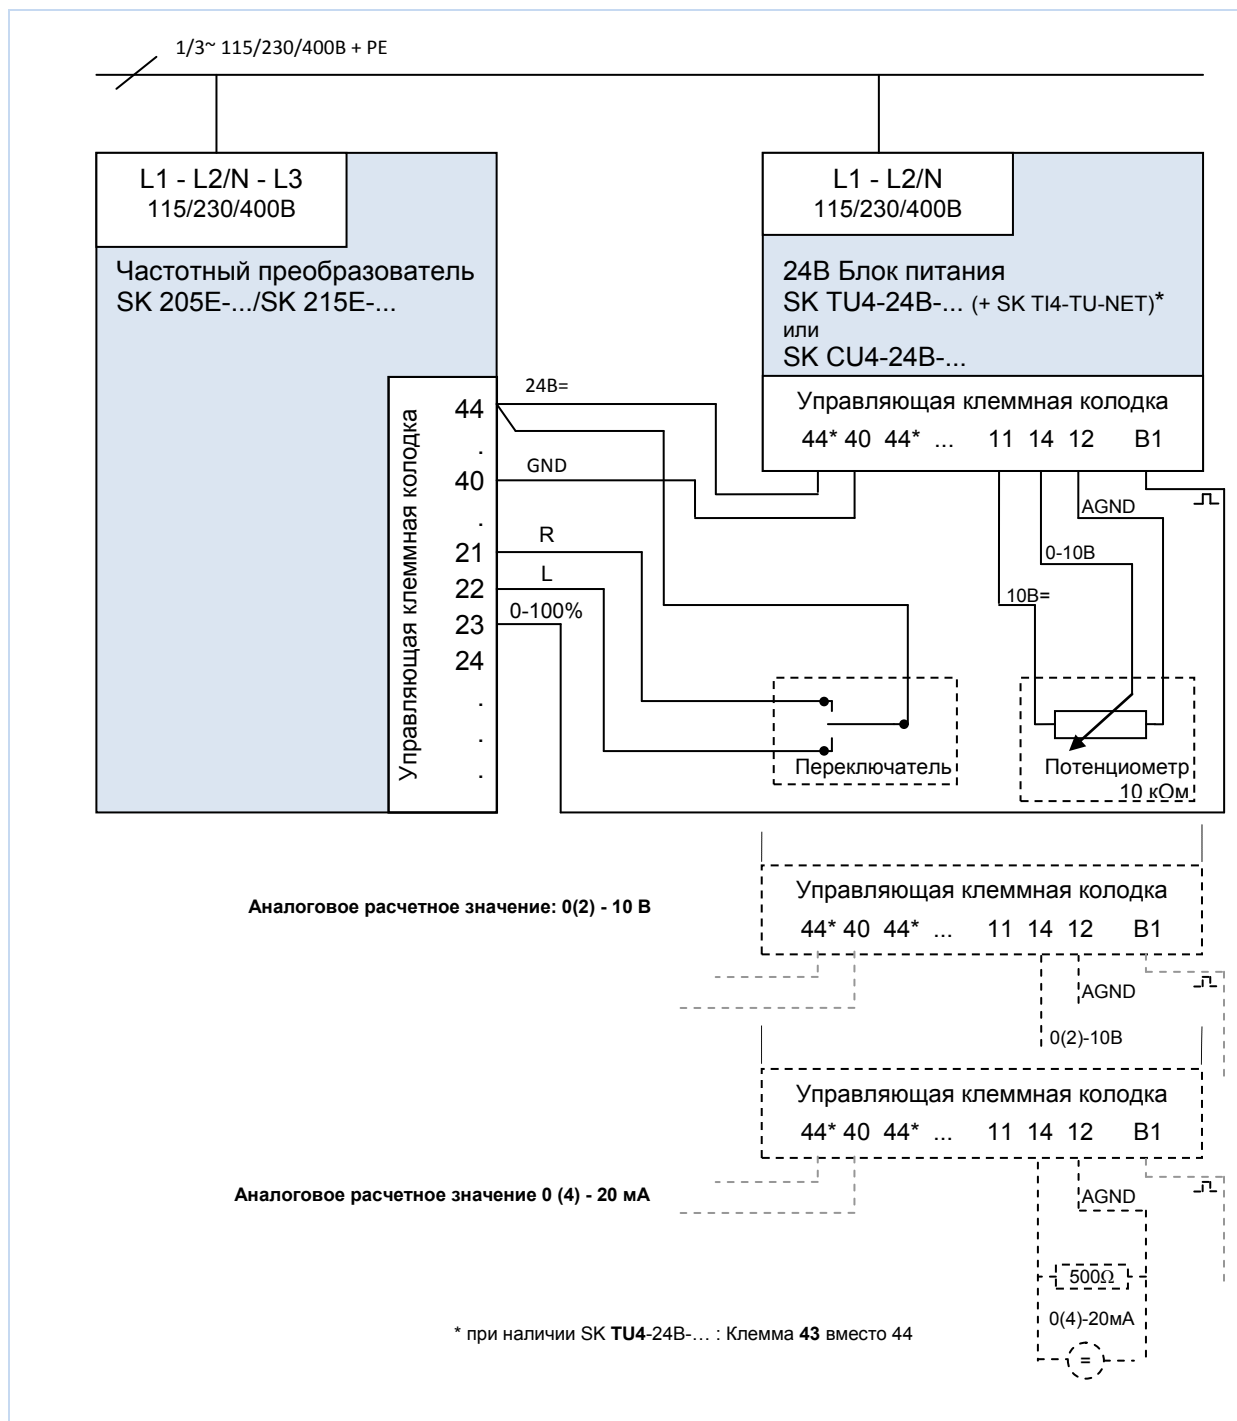 1/3~ 115/230/400В + PE
L1 - L2/N - L3
115/230/400В
Частотный преобразователь
SK 205E-.../SK 215E-...
Управляющая клеммная колодка
44
.
40
.
21
22
23
24
.
.
.
24В=
GND
R
L
0-100%
L1 - L2/N
115/230/400В
24В Блок питания
SK TU4-24В-... (+ SK TI4-TU-NET)*
или
SK CU4-24В-...
Управляющая клеммная колодка
44* 40 44* ... 11 14 12 B1
AGND
0-10В
10В=
Переключатель
Потенциометр
10 кОм
Аналоговое расчетное значение: 0(2) - 10 В
Управляющая клеммная колодка
44* 40 44* ... 11 14 12 B1
AGND
0(2)-10В
Аналоговое расчетное значение 0 (4) - 20 мА
Управляющая клеммная колодка
44* 40 44* ... 11 14 12 B1
AGND
500Ω
0(4)-20мА
=
* при наличии SK TU4-24В-… : Клемма 43 вместо 44